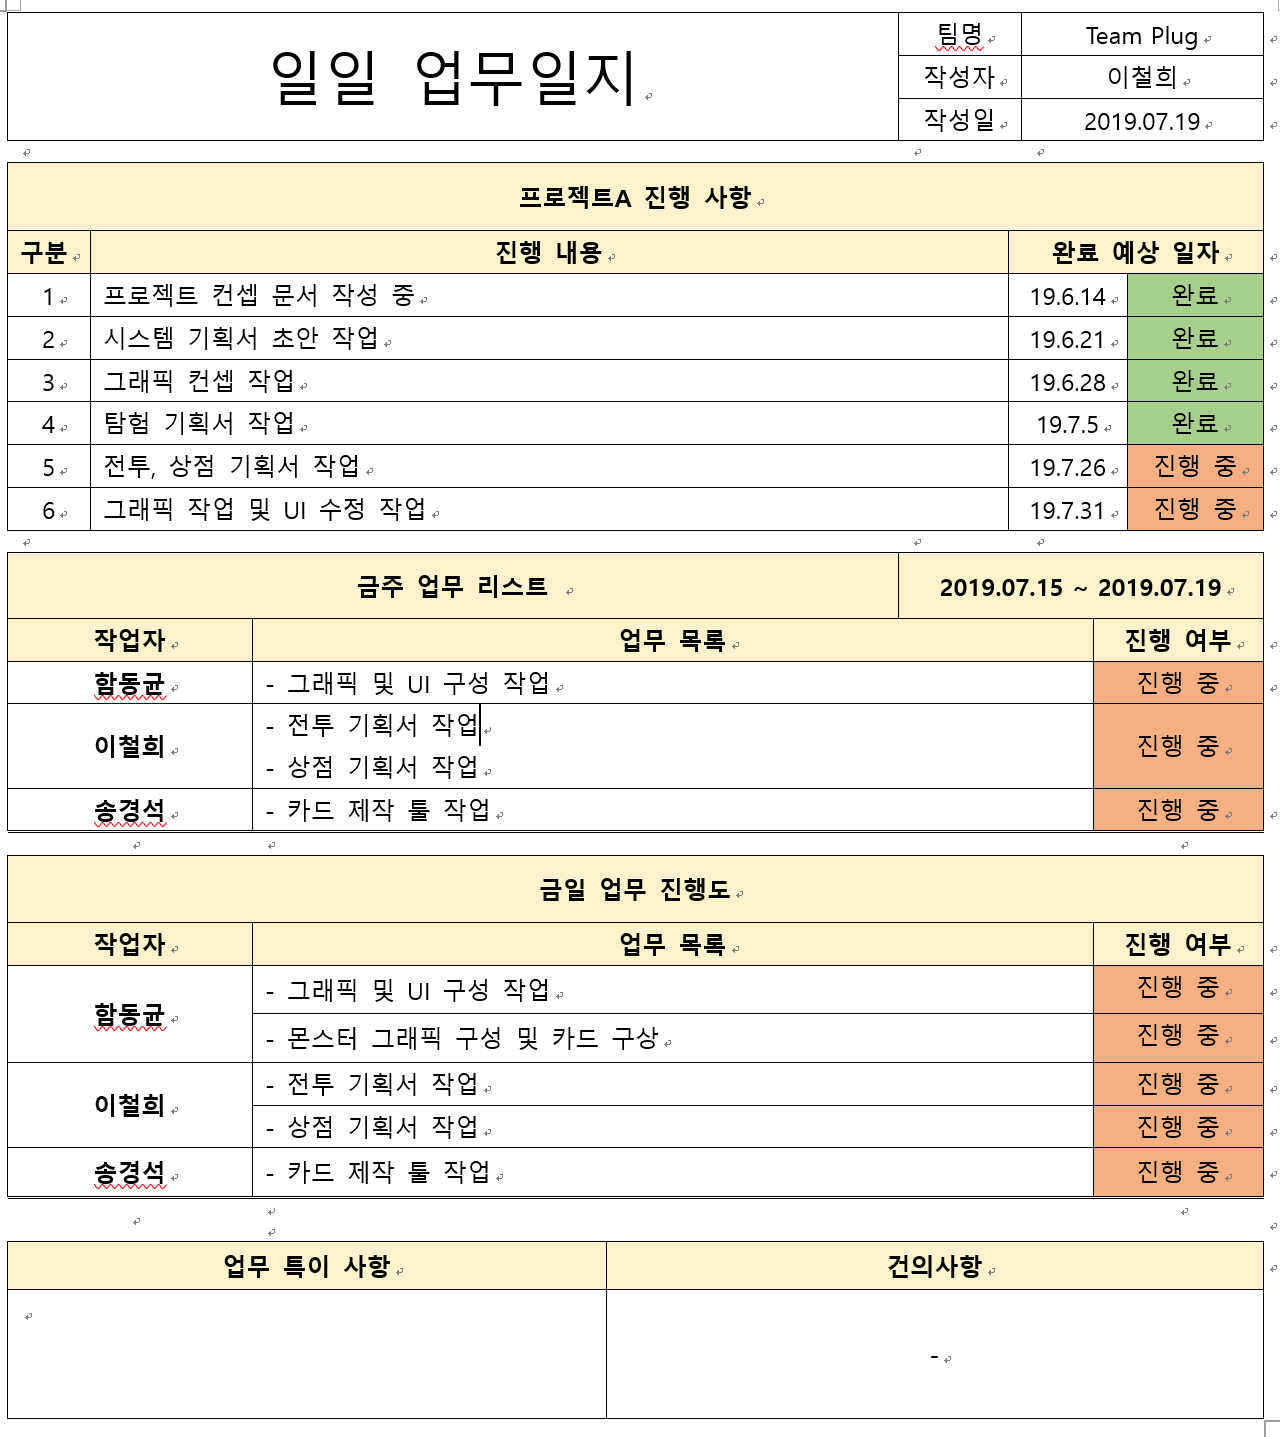 일일 업무일지
팀명 Team Plug
작성자 이철희
작성일 2019.07.19
프로젝트A 진행 사항
구분 진행 내용 완료 예상 일자
1 프로젝트 컨셉 문서 작성 중 19.6.14 완료
2 시스템 기획서 초안 작업 19.6.21 완료
3 그래픽 컨셉 작업 19.6.28 완료
4 탐험 기획서 작업 19.7.5 완료
5 전투, 상점 기획서 작업 19.7.26 진행 중
6 그래픽 작업 및 UI 수정 작업 19.7.31 진행 중
금주 업무 리스트 2019.07.15 ~ 2019.07.19
작업자 업무 목록 진행 여부
함동균 - 그래픽 및 UI 구성 작업 진행 중
이철희 - 전투 기획서 작업 진행 중
- 상점 기획서 작업
송경석 - 카드 제작 툴 작업 진행 중
금일 업무 진행도
작업자 업무 목록 진행 여부
함동균 - 그래픽 및 UI 구성 작업 진행 중
- 몬스터 그래픽 구성 및 카드 구상 진행 중
이철희 - 전투 기획서 작업 진행 중
- 상점 기획서 작업 진행 중
송경석 - 카드 제작 툴 작업 진행 중
업무 특이 사항 건의사항
-